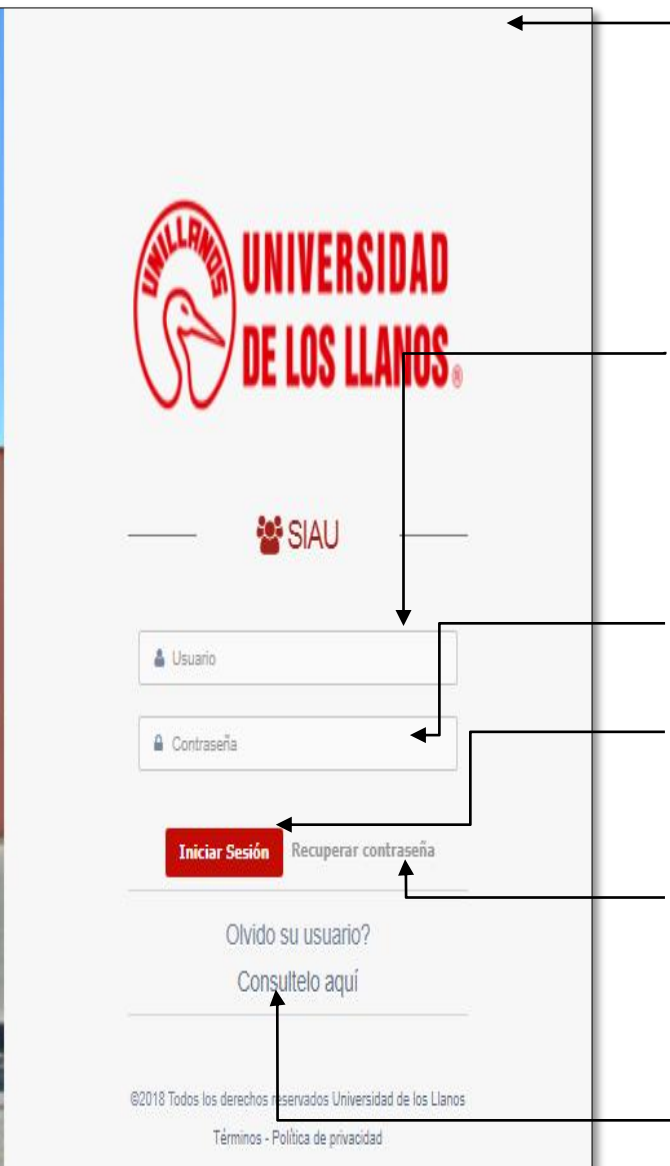 UNILLANOS
UNIVERSIDAD
DE LOS LLANOS®
SIAU
Usuario
Contraseña
Iniciar Sesión Recuperar contraseña
Olvido su usuario?
Consultelo aquí
©2018 Todos los derechos reservados Universidad de los Llanos
Términos - Política de privacidad